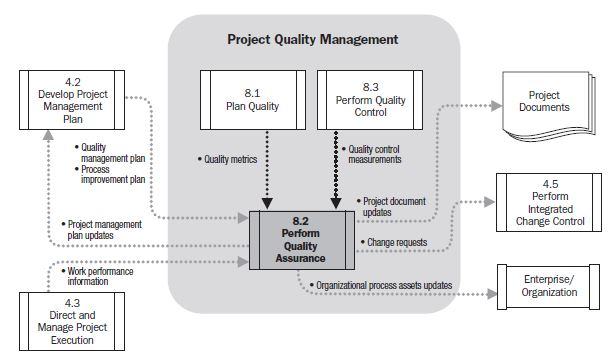 Project Quality Management
4.2
Develop Project
Management
Plan
8.1
Plan Quality
8.3
Perform Quality
Control
Project
Documents
• Quality
management plan
• Process
improvement plan
• Quality metrics
• Quality control
measurements
4.5
Perform
Integrated
Change Control
• Project document
updates
8.2
Perform
Quality
Assurance
• Project management
plan updates
• Change requests
• Work performance
information
• Organizational process assets updates
Enterprise/
Organization
4.3
Direct and
Manage Project
Execution